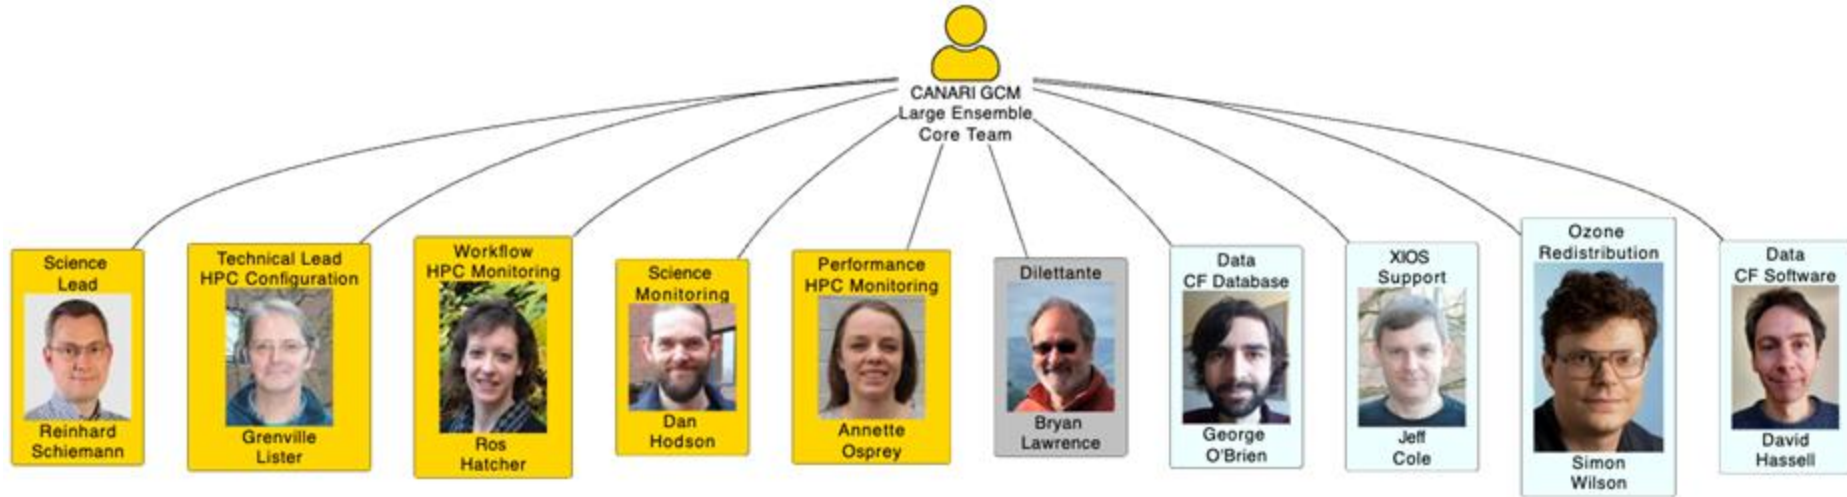 CANARI GCM
Large Ensemble
Core Team
Science
Lead
Reinhard
Schiemann
Technical Lead
HPC Configuration
Grenville
Lister
Workflow
HPC Monitoring
Ros
Hatcher
Science
Monitoring
Dan
Hodson
Performance
HPC Monitoring
Annette
Osprey
Dilettante
Bryan
Lawrence
Data
CF Database
George
O'Brien
XIOS
Support
Jeff
Cole
Ozone
Redistribution
Simon
Wilson
Data
CF Software
David
Hassell